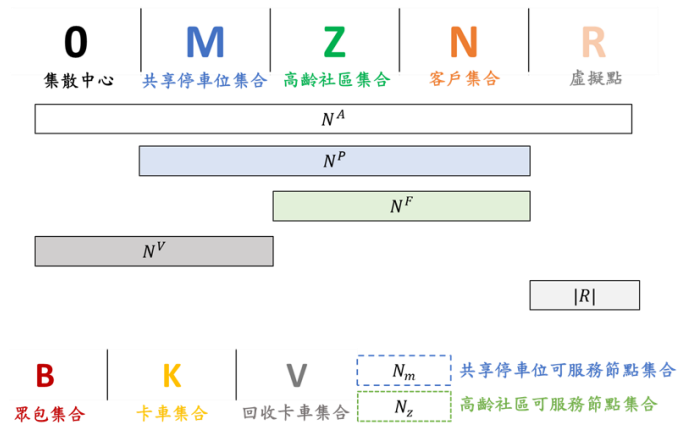 0 M Z N R
集散中心 共享停車位集合 高齡社區集合 客戶集合 虛擬點
N^A
N^P
N^F
N^V
|R|
B K V
眾包集合 卡車集合 回收卡車集合
N_m 共享停車位可服務節點集合
N_z 高齡社區可服務節點集合